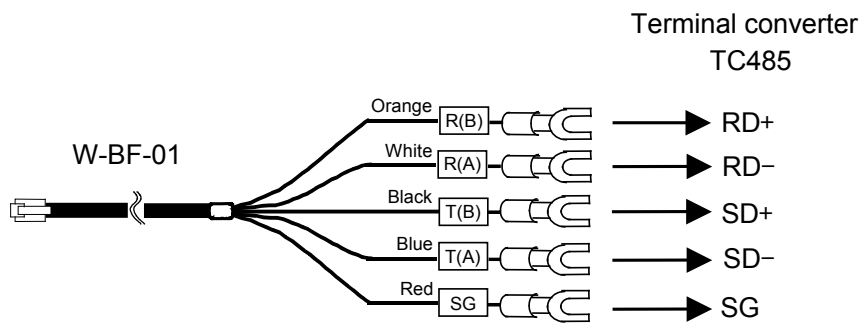 Terminal converter
TC485
W-BF-01
Orange R(B) RD+
White R(A) RD−
Black T(B) SD+
Blue T(A) SD−
Red SG SG